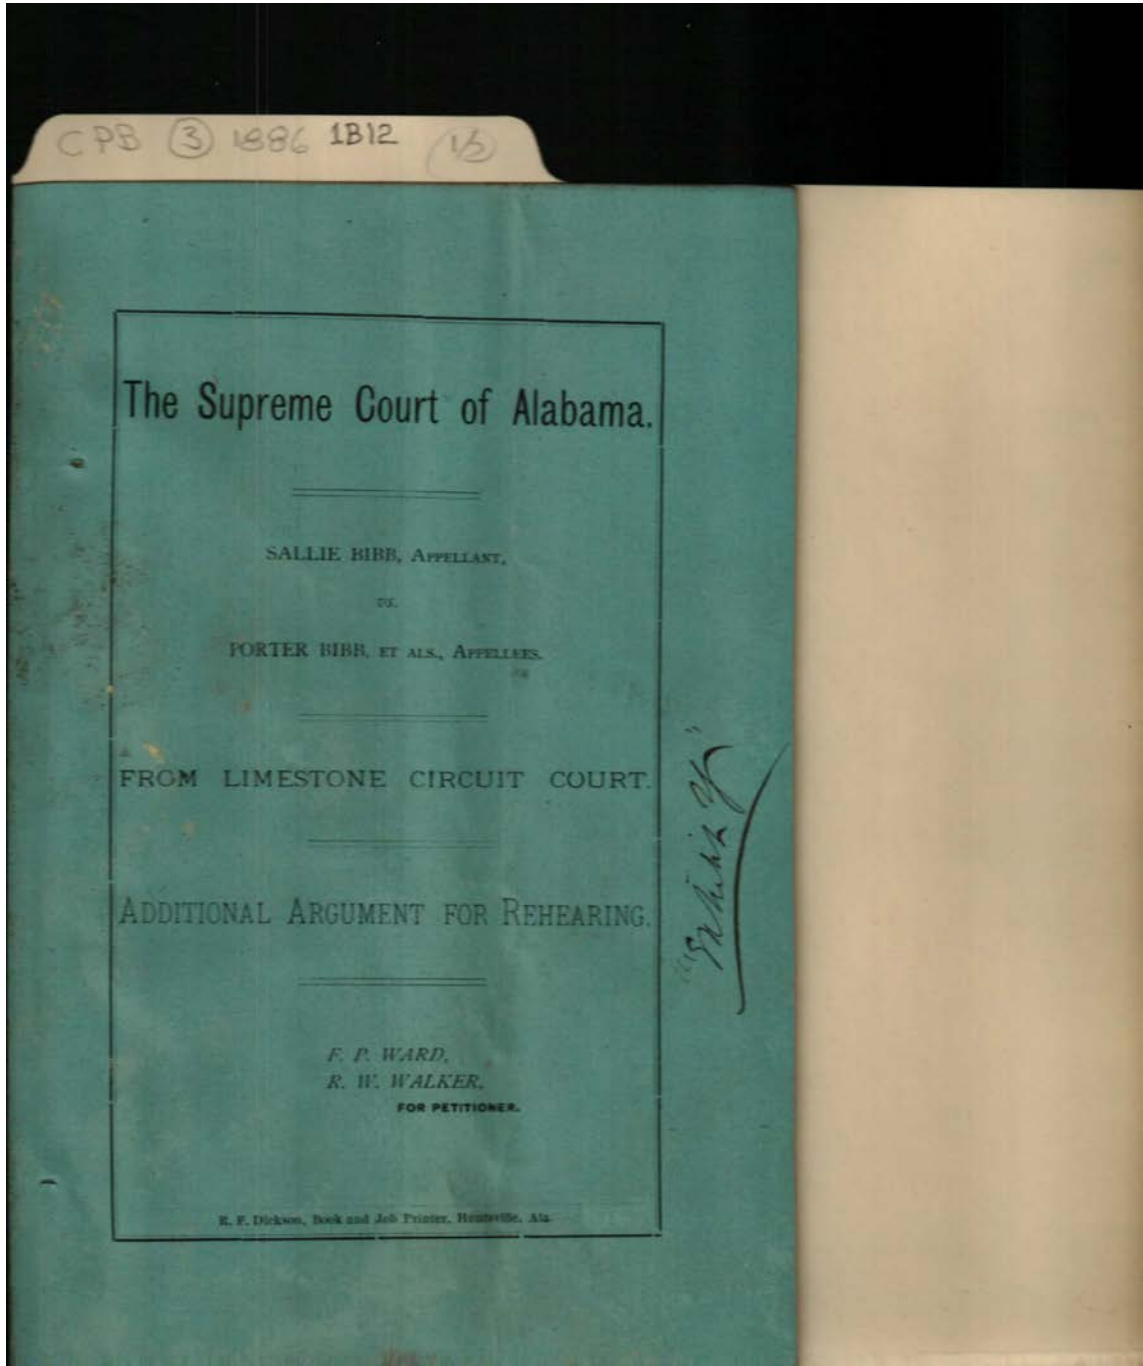 CPB 3 1886 1B12 (1/5)
The Supreme Court of Alabama.
SALLIE BIBB, APPELLANT,
vs.
PORTER BIBB, ET ALS., APPELLEES.
FROM LIMESTONE CIRCUIT COURT.
ADDITIONAL ARGUMENT FOR REHEARING.
F. P. WARD,
R. W. WALKER,
FOR PETITIONER.
R. F. Dickson, Book and Job Printer, Huntsville, Ala.
"Exhibit